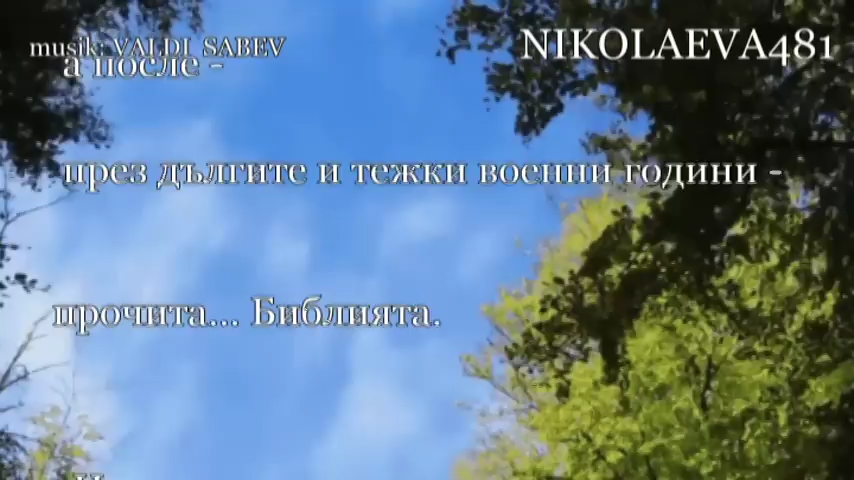 musik: VALDI SABEV
NIKOLAEVA481
а после -
през дългите и тежки военни години -
прочита... Библията.